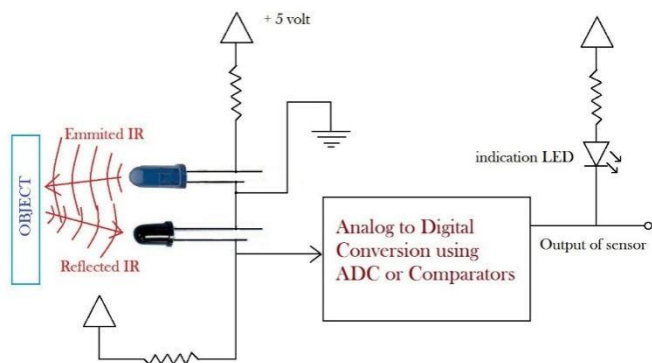 + 5 volt
Emmited IR
OBJECT
Reflected IR
indication LED
Analog to Digital
Conversion using
ADC or Comparators
Output of sensor